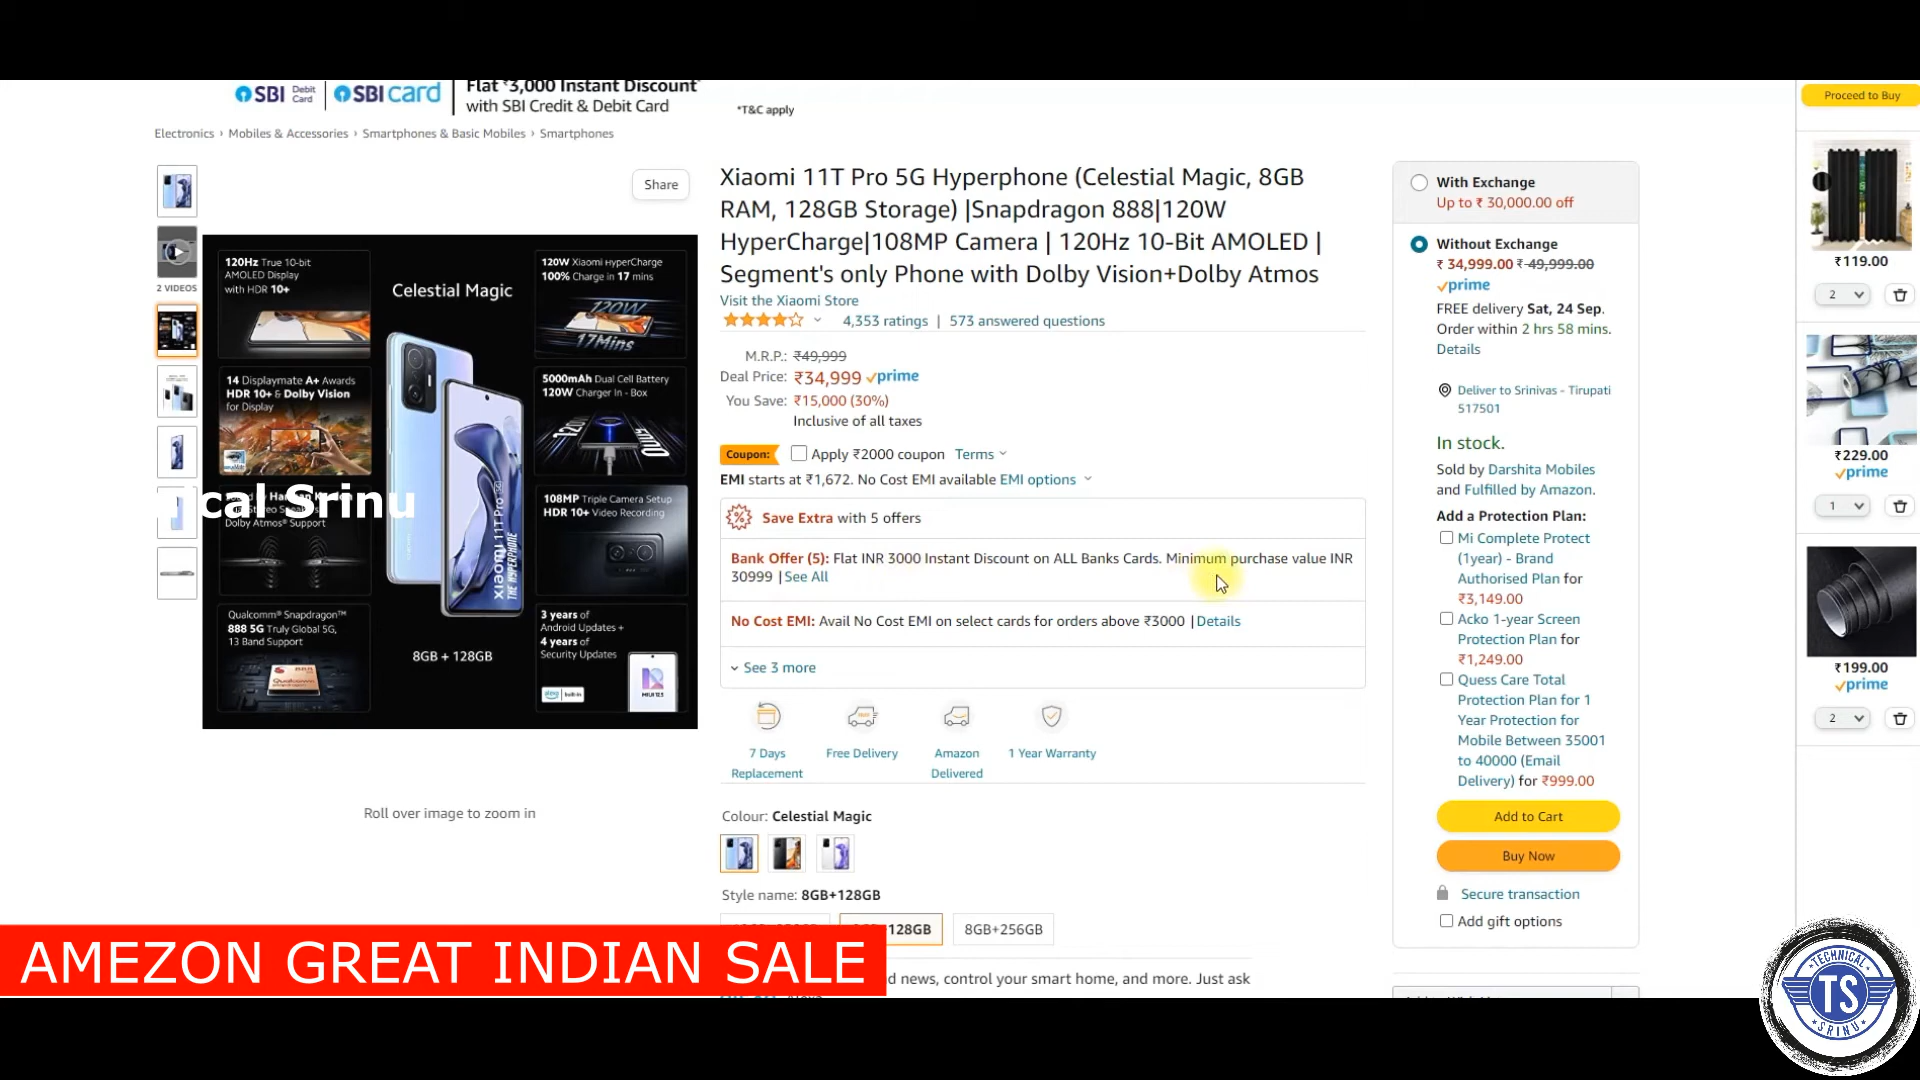 SBI Debit Card
SBI card
Flat ₹3,000 Instant Discount*
with SBI Credit & Debit Card
*T&C apply
Proceed to Buy
Electronics › Mobiles & Accessories › Smartphones & Basic Mobiles › Smartphones
Share
2 VIDEOS
120Hz True 10-bit
AMOLED Display
with HDR 10+
14 Displaymate A+ Awards
HDR 10+ & Dolby Vision
for Display
Dolby Atmos® Support
Qualcomm® Snapdragon™
888 5G Truly Global 5G,
13 Band Support
Celestial Magic
XIAOMI 11T Pro 5G
THE HYPERPHONE
8GB + 128GB
120W Xiaomi HyperCharge
100% Charge in 17 mins
120W
17Mins
5000mAh Dual Cell Battery
120W Charger In - Box
108MP Triple Camera Setup
HDR 10+ Video Recording
3 years of
Android Updates +
4 years of
Security Updates
cal Srinu
Roll over image to zoom in
Xiaomi 11T Pro 5G Hyperphone (Celestial Magic, 8GB
RAM, 128GB Storage) |Snapdragon 888|120W
HyperCharge|108MP Camera | 120Hz 10-Bit AMOLED |
Segment's only Phone with Dolby Vision+Dolby Atmos
Visit the Xiaomi Store
4,353 ratings | 573 answered questions
M.R.P.: ₹49,999
Deal Price: ₹34,999 prime
You Save: ₹15,000 (30%)
Inclusive of all taxes
Coupon: Apply ₹2000 coupon Terms
EMI starts at ₹1,672. No Cost EMI available EMI options
Save Extra with 5 offers
Bank Offer (5): Flat INR 3000 Instant Discount on ALL Banks Cards. Minimum purchase value INR
30999 | See All
No Cost EMI: Avail No Cost EMI on select cards for orders above ₹3000 | Details
See 3 more
7 Days
Replacement
Free Delivery
Amazon
Delivered
1 Year Warranty
Colour: Celestial Magic
Style name: 8GB+128GB
128GB
8GB+256GB
d news, control your smart home, and more. Just ask
With Exchange
Up to ₹ 30,000.00 off
Without Exchange
₹ 34,999.00 ₹ 49,999.00
prime
FREE delivery Sat, 24 Sep.
Order within 2 hrs 58 mins.
Details
Deliver to Srinivas - Tirupati
517501
In stock.
Sold by Darshita Mobiles
and Fulfilled by Amazon.
Add a Protection Plan:
Mi Complete Protect
(1year) - Brand
Authorised Plan for
₹3,149.00
Acko 1-year Screen
Protection Plan for
₹1,249.00
Quess Care Total
Protection Plan for 1
Year Protection for
Mobile Between 35001
to 40000 (Email
Delivery) for ₹999.00
Add to Cart
Buy Now
Secure transaction
Add gift options
₹119.00
2
₹229.00
prime
1
₹199.00
prime
2
AMEZON GREAT INDIAN SALE
TECHNICAL
TS
SRINU